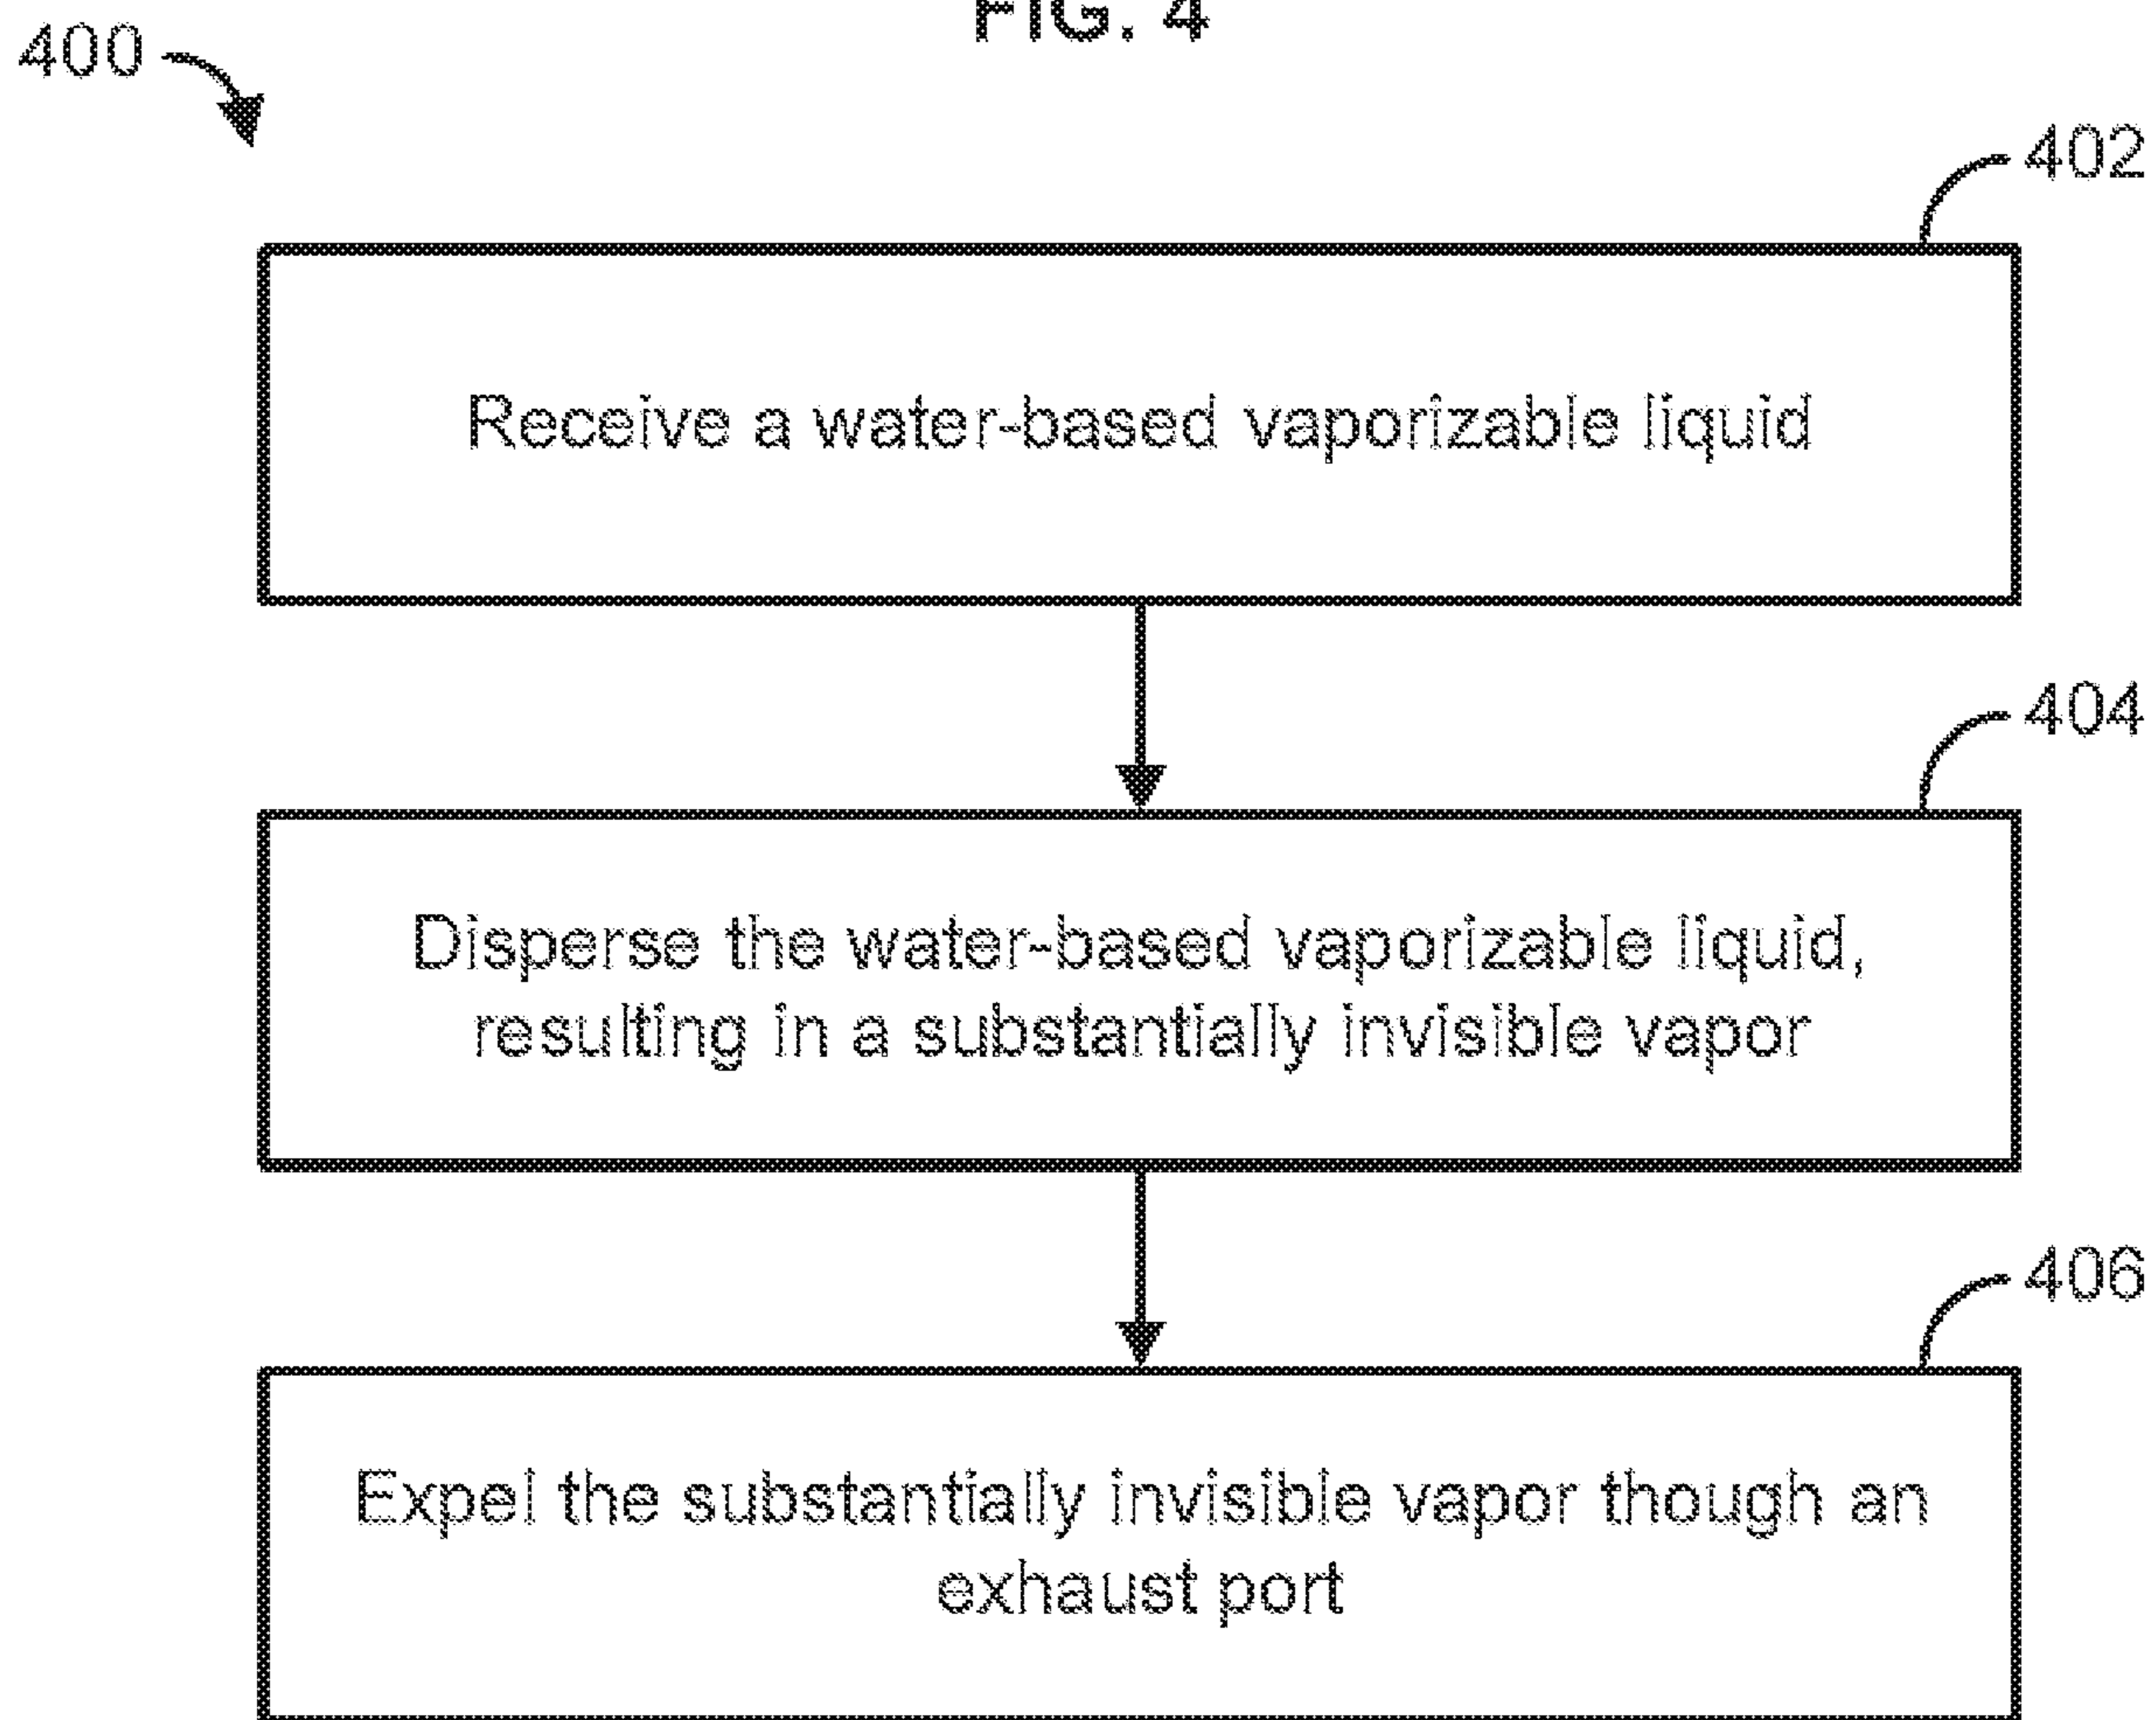 FIG. 4
400
402
Receive a water-based vaporizable liquid
404
Disperse the water-based vaporizable liquid,
resulting in a substantially invisible vapor
406
Expel the substantially invisible vapor though an
exhaust port